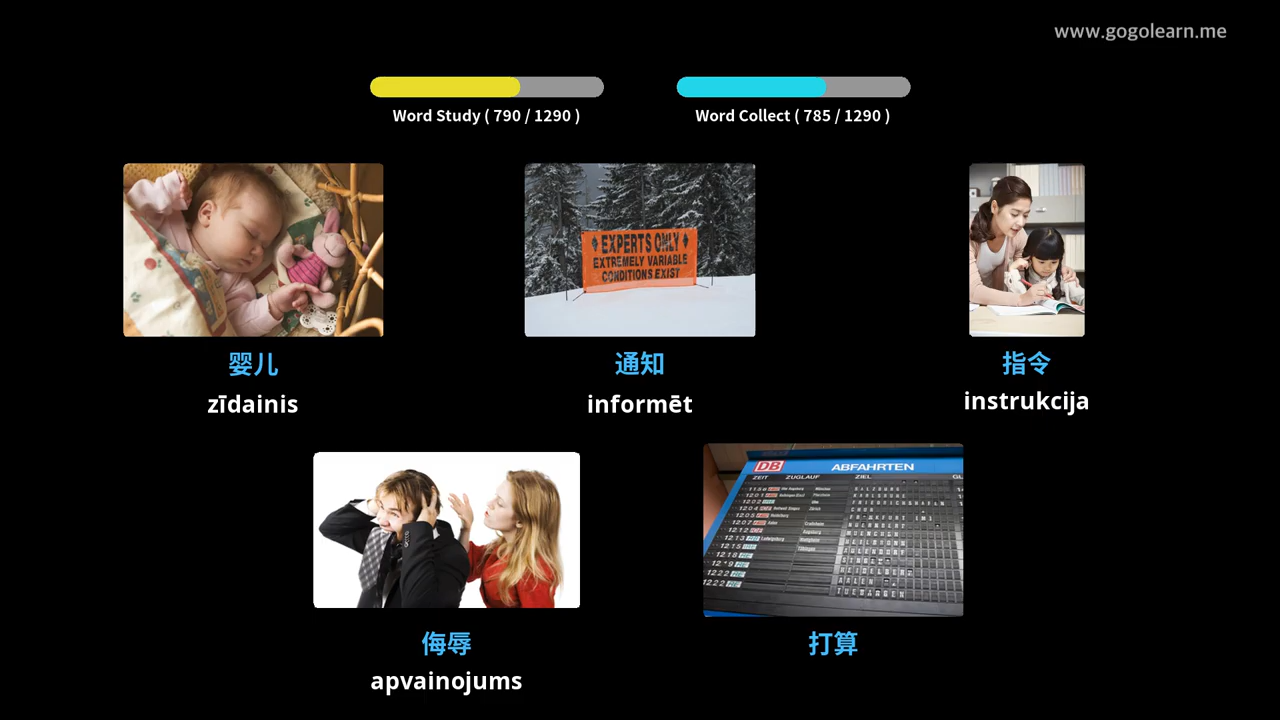 www.gogolearn.me
Word Study ( 790 / 1290 )
Word Collect ( 785 / 1290 )
EXPERTS ONLY
EXTREMELY VARIABLE
CONDITIONS EXIST
婴儿
通知
指令
zīdainis
informēt
instrukcija
DB ABFAHRTEN
ZEIT ZUGLAUF ZIEL
侮辱
打算
apvainojums